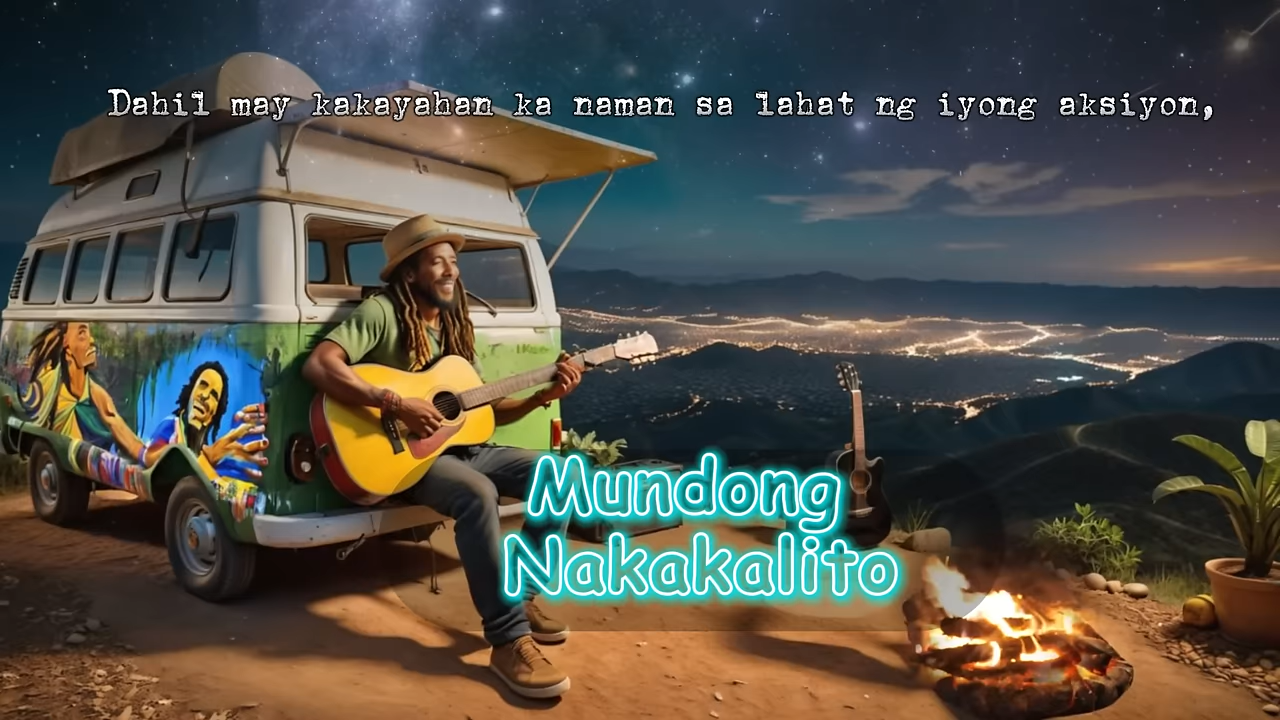 Dahil may kakayahan ka naman sa lahat ng iyong aksiyon,
Mundong
Nakakalito